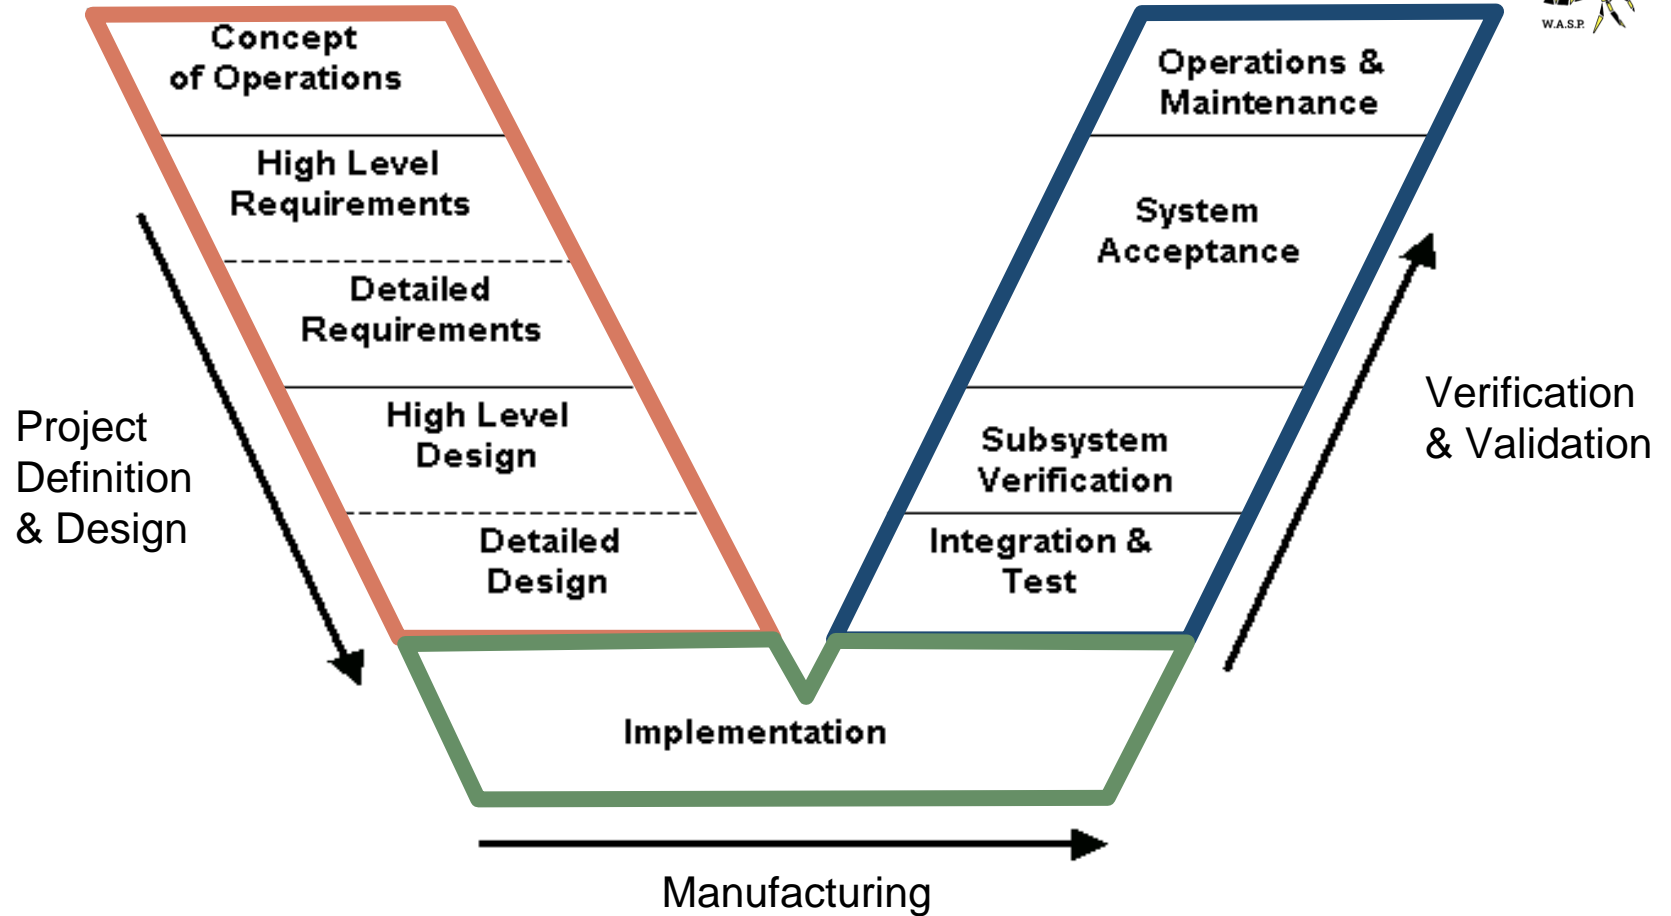 W.A.S.P.
Concept
of Operations
High Level
Requirements
Detailed
Requirements
High Level
Design
Detailed
Design
Project
Definition
& Design
Implementation
Manufacturing
Operations &
Maintenance
System
Acceptance
Subsystem
Verification
Integration &
Test
Verification
& Validation